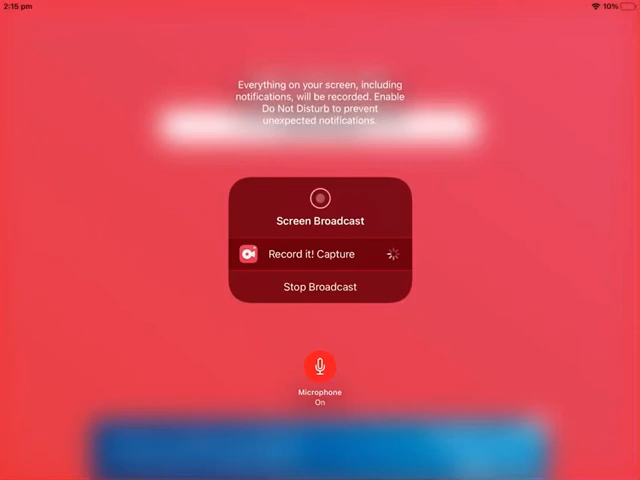 2:15 pm
10%
Everything on your screen, including
notifications, will be recorded. Enable
Do Not Disturb to prevent
unexpected notifications.
Screen Broadcast
Record it! Capture
Stop Broadcast
Microphone
On